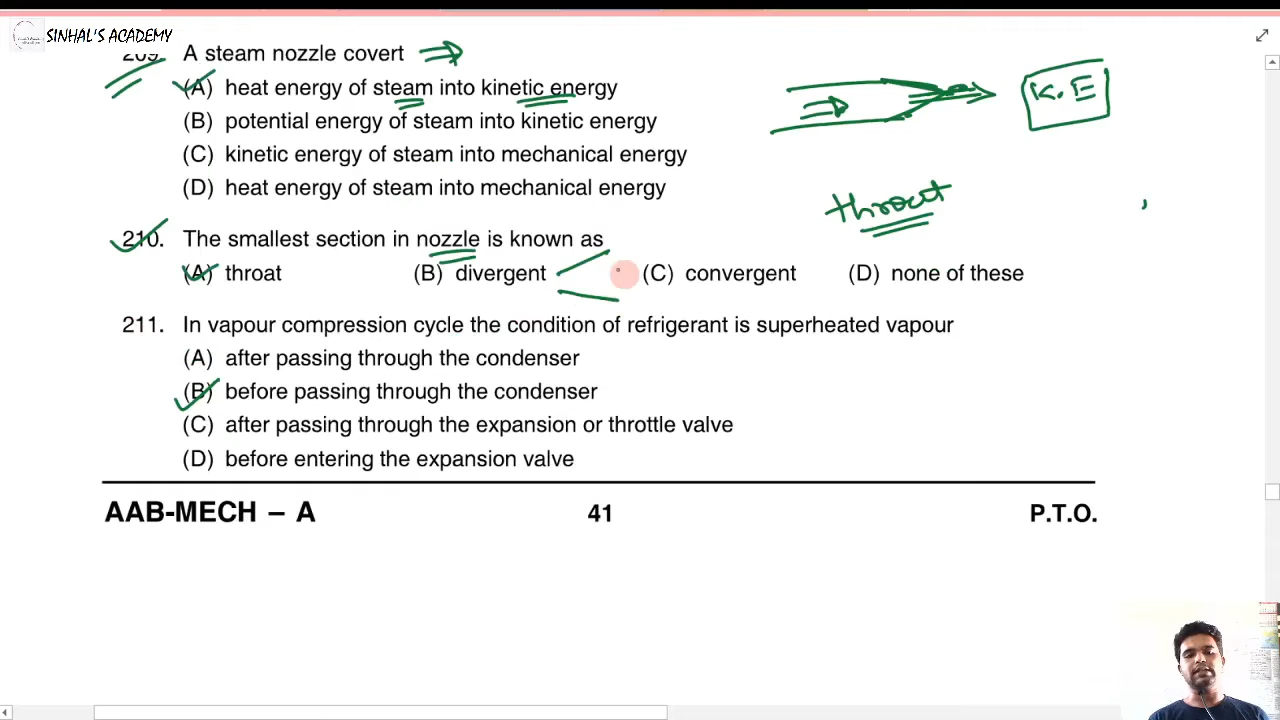 SINHAL'S ACADEMY
209. A steam nozzle covert
(A) heat energy of steam into kinetic energy
(B) potential energy of steam into kinetic energy
(C) kinetic energy of steam into mechanical energy
(D) heat energy of steam into mechanical energy
K.E
throat
210. The smallest section in nozzle is known as
(A) throat (B) divergent (C) convergent (D) none of these
211. In vapour compression cycle the condition of refrigerant is superheated vapour
(A) after passing through the condenser
(B) before passing through the condenser
(C) after passing through the expansion or throttle valve
(D) before entering the expansion valve
AAB-MECH – A 41 P.T.O.